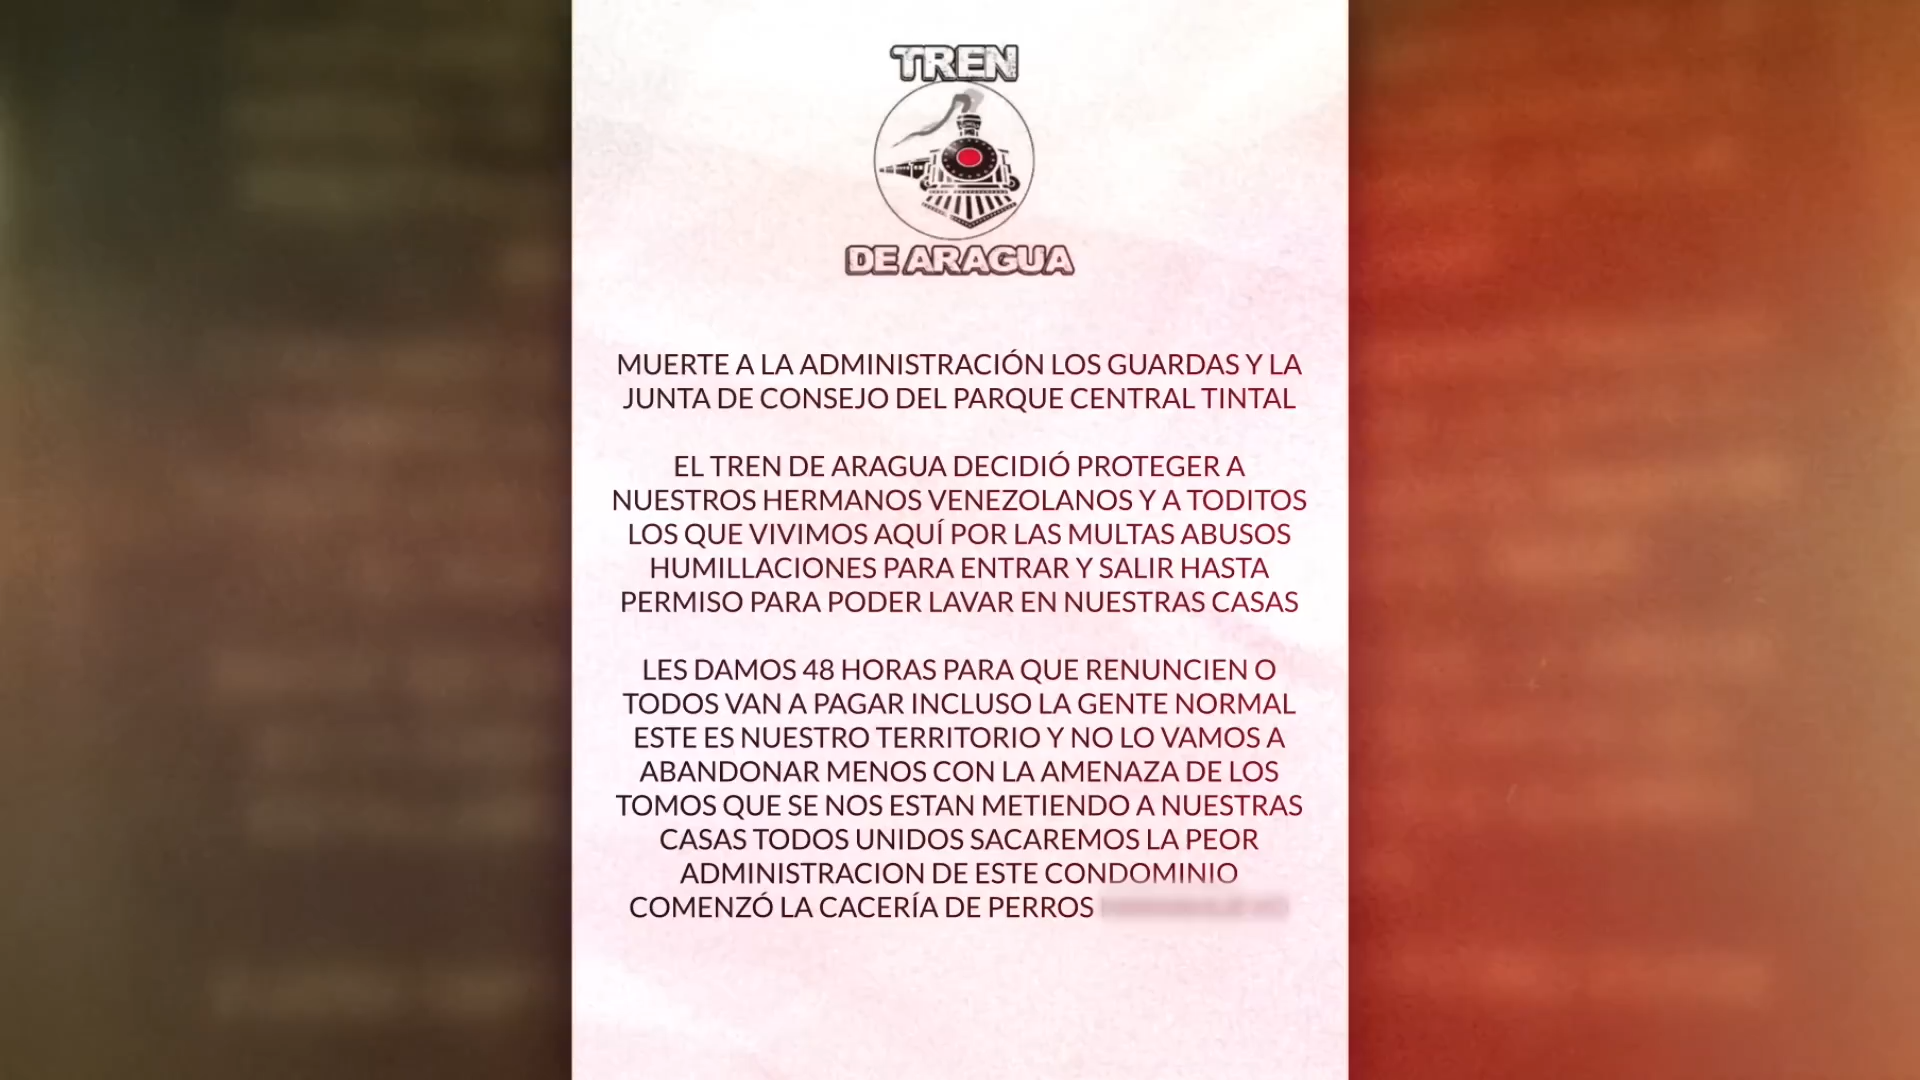 TREN
DE ARAGUA
MUERTE A LA ADMINISTRACIÓN LOS GUARDAS Y LA
JUNTA DE CONSEJO DEL PARQUE CENTRAL TINTAL
EL TREN DE ARAGUA DECIDIÓ PROTEGER A
NUESTROS HERMANOS VENEZOLANOS Y A TODITOS
LOS QUE VIVIMOS AQUÍ POR LAS MULTAS ABUSOS
HUMILLACIONES PARA ENTRAR Y SALIR HASTA
PERMISO PARA PODER LAVAR EN NUESTRAS CASAS
LES DAMOS 48 HORAS PARA QUE RENUNCIEN O
TODOS VAN A PAGAR INCLUSO LA GENTE NORMAL
ESTE ES NUESTRO TERRITORIO Y NO LO VAMOS A
ABANDONAR MENOS CON LA AMENAZA DE LOS
TOMOS QUE SE NOS ESTAN METIENDO A NUESTRAS
CASAS TODOS UNIDOS SACAREMOS LA PEOR
ADMINISTRACION DE ESTE CONDOMINIO
COMENZÓ LA CACERÍA DE PERROS